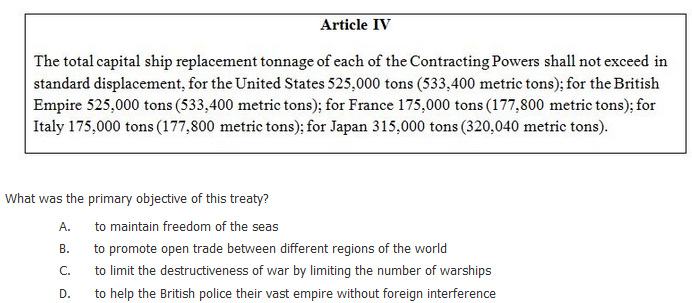 Article IV
The total capital ship replacement tonnage of each of the Contracting Powers shall not exceed in
standard displacement, for the United States 525,000 tons (533,400 metric tons); for the British
Empire 525,000 tons (533,400 metric tons); for France 175,000 tons (177,800 metric tons); for
Italy 175,000 tons (177,800 metric tons); for Japan 315,000 tons (320,040 metric tons).
What was the primary objective of this treaty?
A. to maintain freedom of the seas
B. to promote open trade between different regions of the world
C. to limit the destructiveness of war by limiting the number of warships
D. to help the British police their vast empire without foreign interference